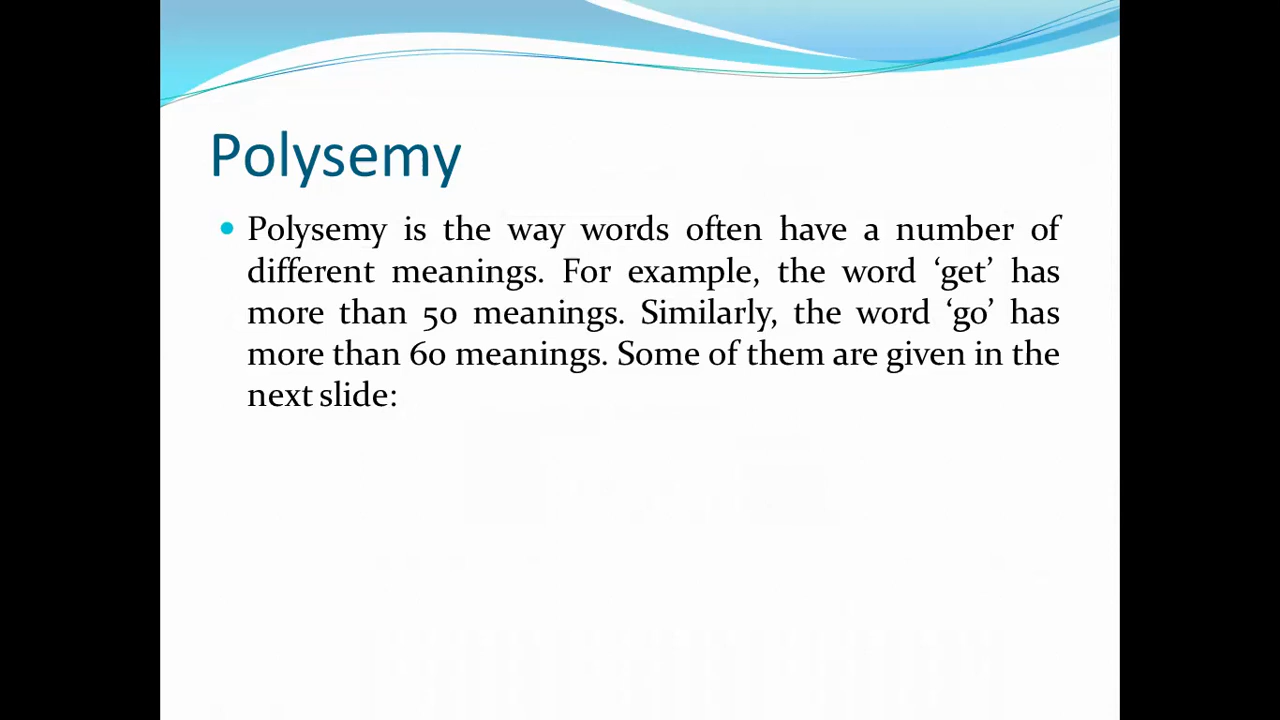 Polysemy
Polysemy is the way words often have a number of
different meanings. For example, the word ‘get’ has
more than 50 meanings. Similarly, the word ‘go’ has
more than 60 meanings. Some of them are given in the
next slide: